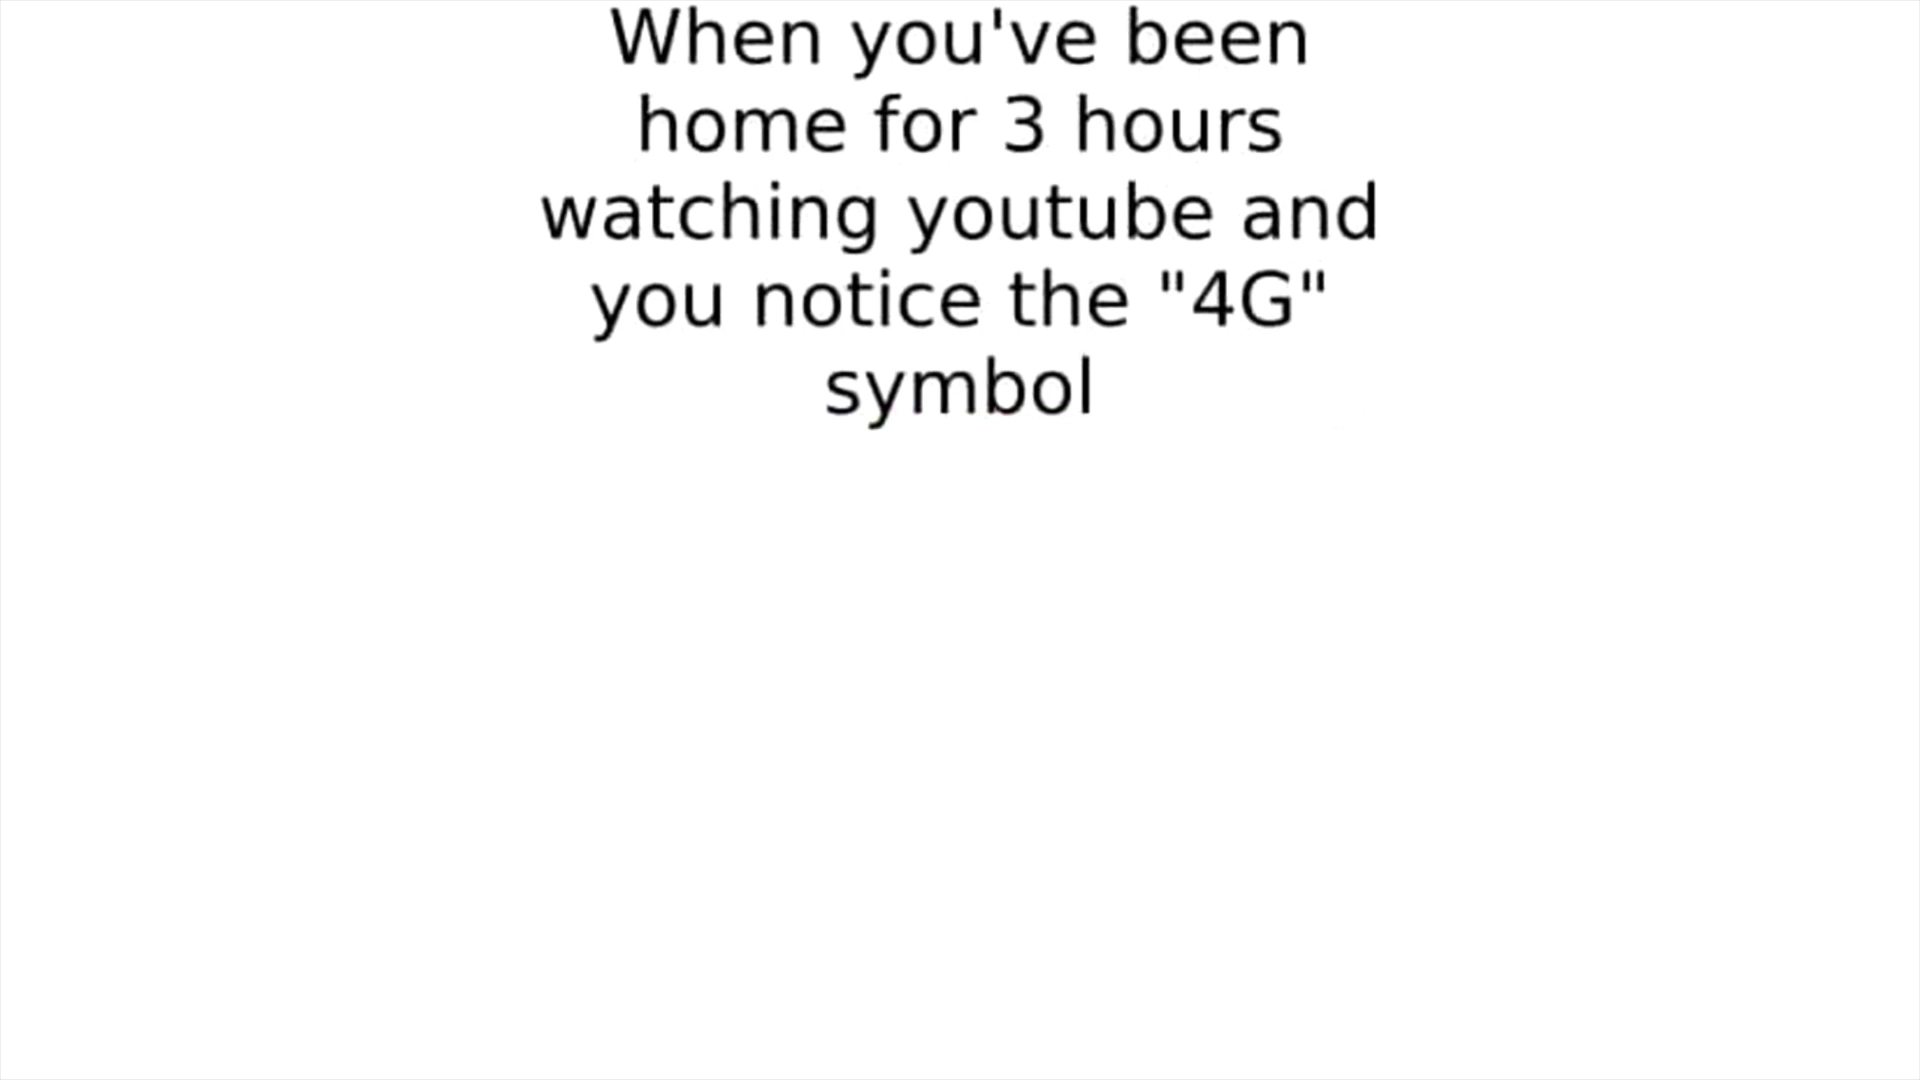 When you've been
home for 3 hours
watching youtube and
you notice the "4G"
symbol